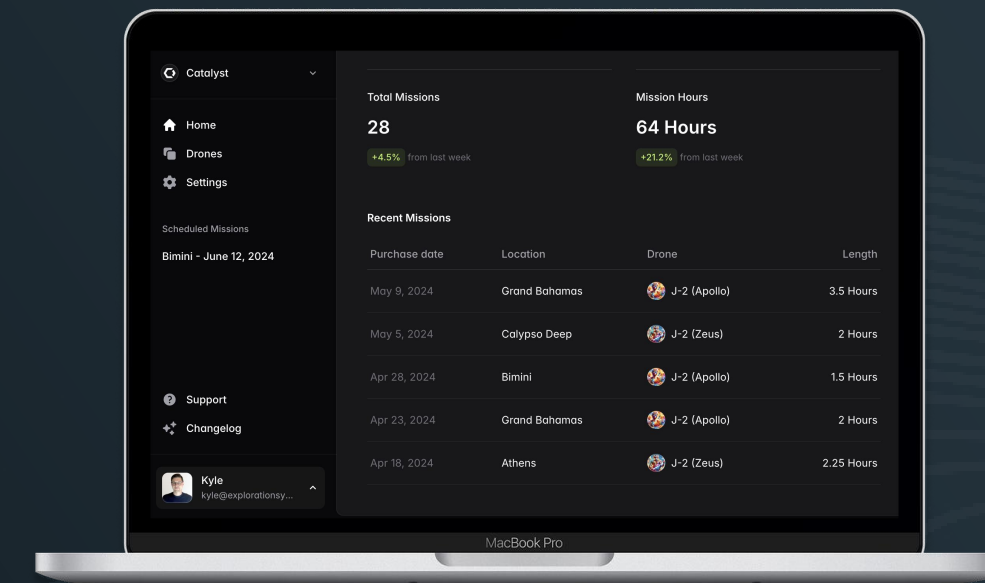 Catalyst
Home
Drones
Settings
Scheduled Missions
Bimini - June 12, 2024
Support
Changelog
Kyle
kyle@explorationsy...
Total Missions
28
+4.5% from last week
Mission Hours
64 Hours
+21.2% from last week
Recent Missions
Purchase date Location Drone Length
May 9, 2024 Grand Bahamas J-2 (Apollo) 3.5 Hours
May 5, 2024 Calypso Deep J-2 (Zeus) 2 Hours
Apr 28, 2024 Bimini J-2 (Apollo) 1.5 Hours
Apr 23, 2024 Grand Bahamas J-2 (Apollo) 2 Hours
Apr 18, 2024 Athens J-2 (Zeus) 2.25 Hours
MacBook Pro